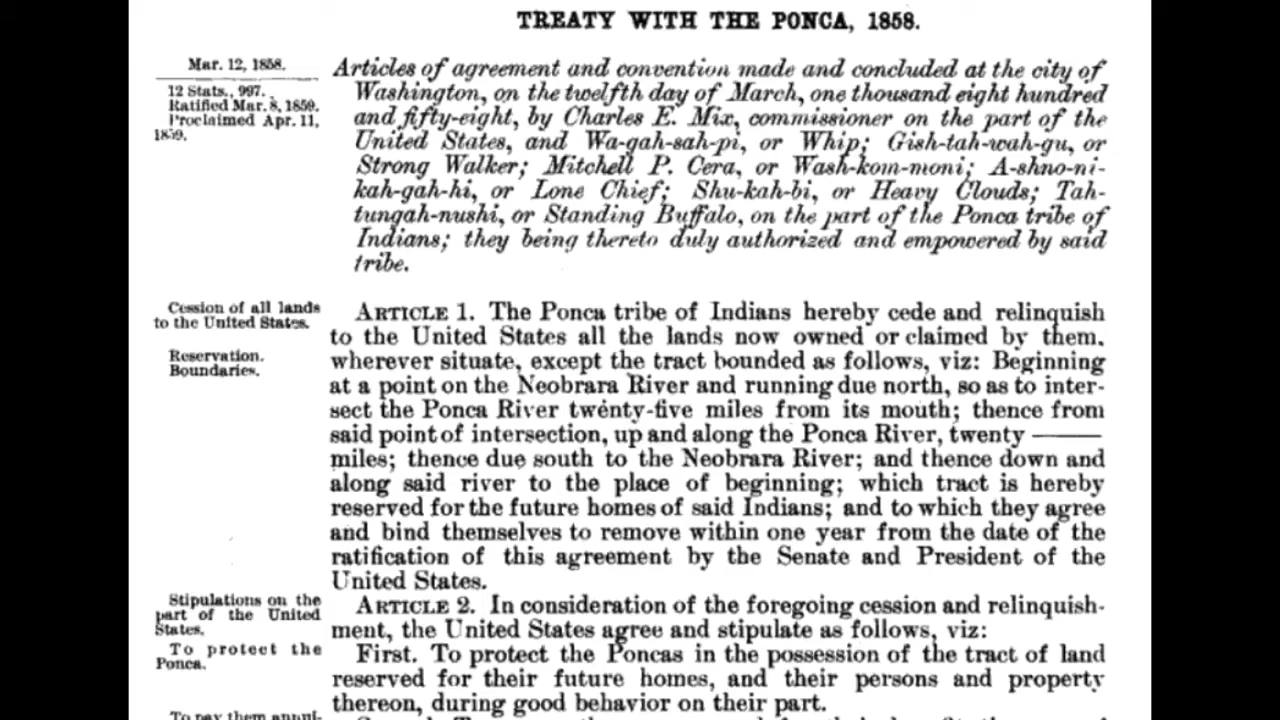 TREATY WITH THE PONCA, 1858.
Mar. 12, 1858.
12 Stats., 997.
Ratified Mar. 8, 1859.
Proclaimed Apr. 11,
1859.
Articles of agreement and convention made and concluded at the city of
Washington, on the twelfth day of March, one thousand eight hundred
and fifty-eight, by Charles E. Mix, commissioner on the part of the
United States, and Wa-gah-sah-pi, or Whip; Gish-tah-wah-gu, or
Strong Walker; Mitchell P. Cera, or Wash-kom-moni; A-shno-ni-
kah-gah-hi, or Lone Chief; Shu-kah-bi, or Heavy Clouds; Tah-
tungah-nushi, or Standing Buffalo, on the part of the Ponca tribe of
Indians; they being thereto duly authorized and empowered by said
tribe.
Cession of all lands
to the United States.
Reservation.
Boundaries.
ARTICLE 1. The Ponca tribe of Indians hereby cede and relinquish
to the United States all the lands now owned or claimed by them,
wherever situate, except the tract bounded as follows, viz: Beginning
at a point on the Neobrara River and running due north, so as to inter-
sect the Ponca River twenty-five miles from its mouth; thence from
said point of intersection, up and along the Ponca River, twenty ——
miles; thence due south to the Neobrara River; and thence down and
along said river to the place of beginning; which tract is hereby
reserved for the future homes of said Indians; and to which they agree
and bind themselves to remove within one year from the date of the
ratification of this agreement by the Senate and President of the
United States.
Stipulations on the
part of the United
States.
To protect the
Ponca.
ARTICLE 2. In consideration of the foregoing cession and relinquish-
ment, the United States agree and stipulate as follows, viz:
First. To protect the Poncas in the possession of the tract of land
reserved for their future homes, and their persons and property
thereon, during good behavior on their part.
To pay them annui-